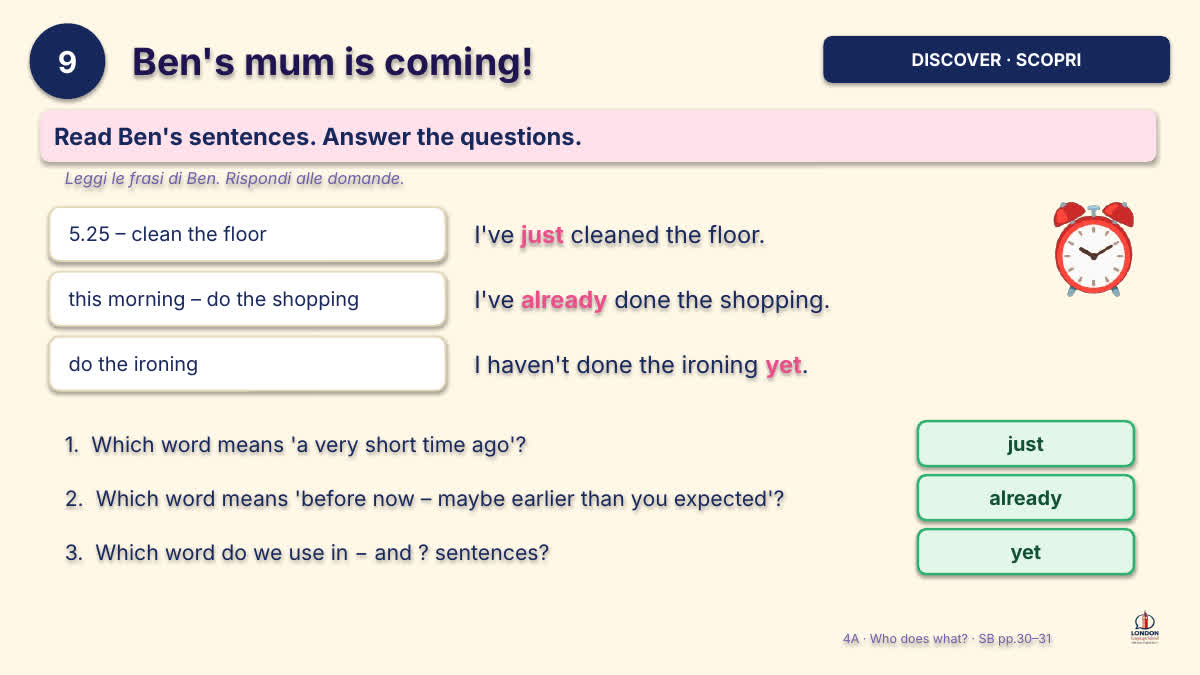 9
Ben's mum is coming!
DISCOVER · SCOPRI
Read Ben's sentences. Answer the questions.
Leggi le frasi di Ben. Rispondi alle domande.
5.25 – clean the floor
I've just cleaned the floor.
this morning – do the shopping
I've already done the shopping.
do the ironing
I haven't done the ironing yet.
1. Which word means 'a very short time ago'?
just
2. Which word means 'before now – maybe earlier than you expected'?
already
3. Which word do we use in – and ? sentences?
yet
4A · Who does what? · SB pp.30–31
LONDON